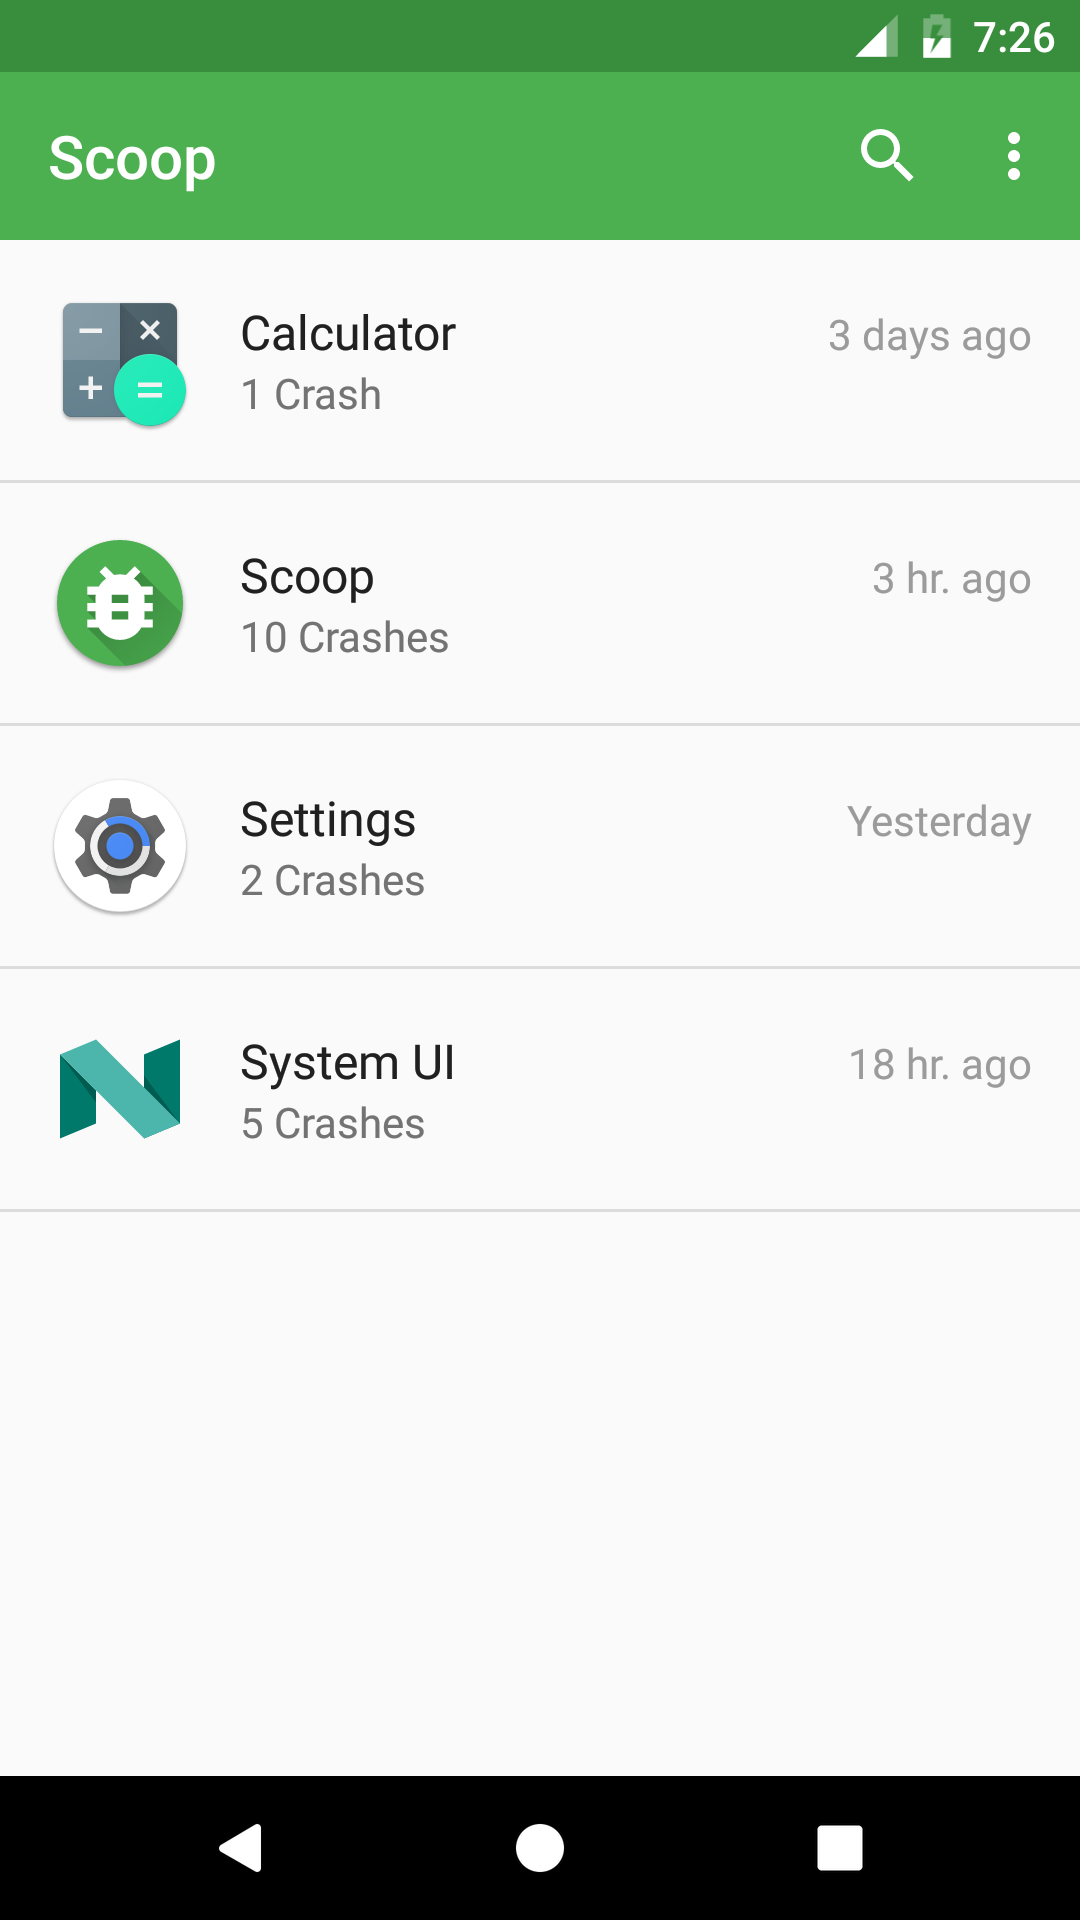 7:26
Scoop
Calculator
3 days ago
1 Crash
Scoop
3 hr. ago
10 Crashes
Settings
Yesterday
2 Crashes
System UI
18 hr. ago
5 Crashes